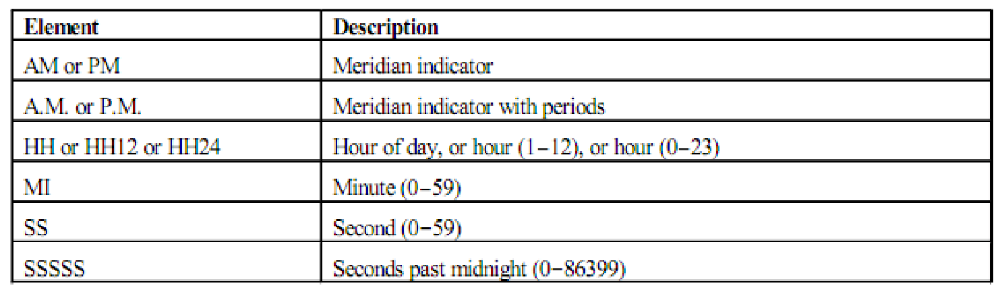 Element Description
AM or PM Meridian indicator
A.M. or P.M. Meridian indicator with periods
HH or HH12 or HH24 Hour of day, or hour (1–12), or hour (0–23)
MI Minute (0–59)
SS Second (0–59)
SSSSS Seconds past midnight (0–86399)